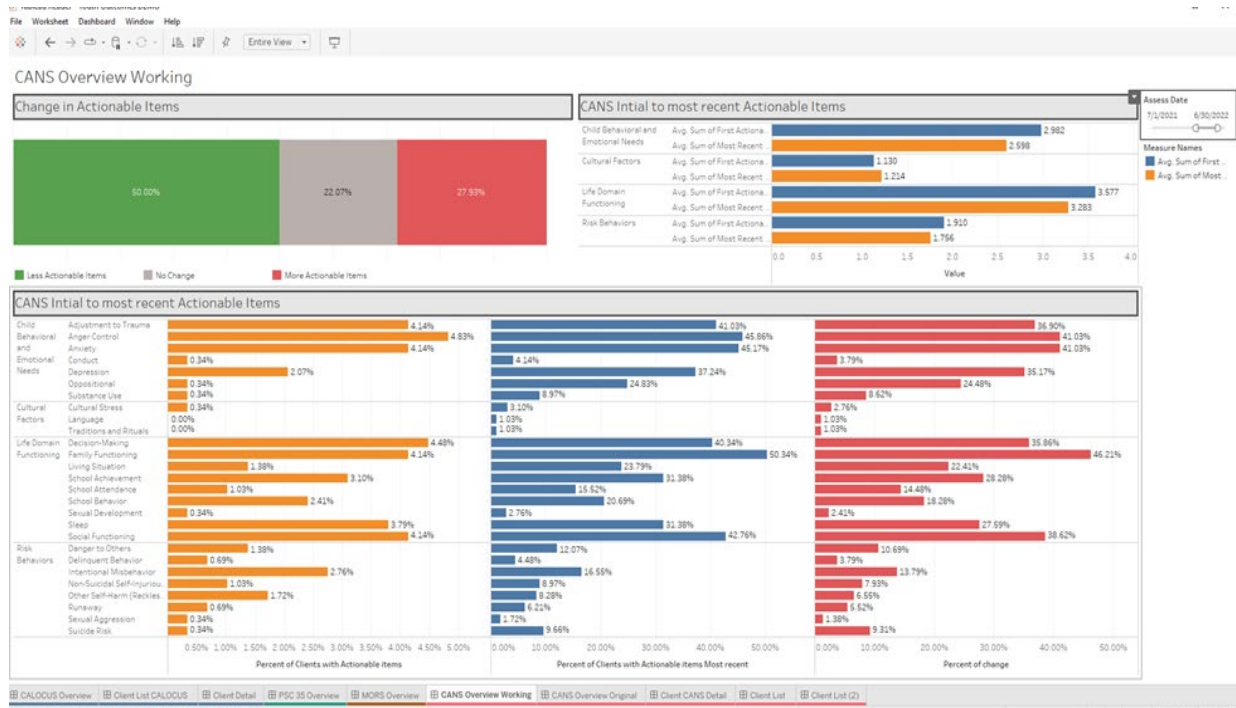 File Worksheet Dashboard Window Help
Entire View
CANS Overview Working
Change in Actionable Items
50.00% 22.07% 27.93%
Less Actionable Items No Change More Actionable Items
CANS Intial to most recent Actionable Items
Child Behavioral and Emotional Needs Avg. Sum of First Actiona.. 2.982
Avg. Sum of Most Recent .. 2.598
Cultural Factors Avg. Sum of First Actiona.. 1.130
Avg. Sum of Most Recent .. 1.214
Life Domain Functioning Avg. Sum of First Actiona.. 3.577
Avg. Sum of Most Recent .. 3.283
Risk Behaviors Avg. Sum of First Actiona.. 1.910
Avg. Sum of Most Recent .. 1.756
0.0 0.5 1.0 1.5 2.0 2.5 3.0 3.5 4.0
Value
Assess Date
7/1/2021 6/30/2022
Measure Names
Avg. Sum of First ..
Avg. Sum of Most ..
CANS Intial to most recent Actionable Items
Child Behavioral and Emotional Needs Adjustment to Trauma 4.14% 41.03% 36.90%
Anger Control 4.83% 45.86% 41.03%
Anxiety 4.14% 45.17% 41.03%
Conduct 0.34% 4.14% 3.79%
Depression 2.07% 37.24% 35.17%
Oppositional 0.34% 24.83% 24.48%
Substance Use 0.34% 8.97% 8.62%
Cultural Factors Cultural Stress 0.34% 3.10% 2.76%
Language 0.00% 1.03% 1.03%
Traditions and Rituals 0.00% 1.03% 1.03%
Life Domain Functioning Decision-Making 4.48% 40.34% 35.86%
Family Functioning 4.14% 50.34% 46.21%
Living Situation 1.38% 23.79% 22.41%
School Achievement 3.10% 31.38% 28.28%
School Attendance 1.03% 15.52% 14.48%
School Behavior 2.41% 20.69% 18.28%
Sexual Development 0.34% 2.76% 2.41%
Sleep 3.79% 31.38% 27.59%
Social Functioning 4.14% 42.76% 38.62%
Risk Behaviors Danger to Others 1.38% 12.07% 10.69%
Delinquent Behavior 0.69% 4.48% 3.79%
Intentional Misbehavior 2.76% 16.55% 13.79%
Non-Suicidal Self-Injuriou.. 1.03% 8.97% 7.93%
Other Self-Harm (Reckles.. 1.72% 8.28% 6.55%
Runaway 0.69% 6.21% 5.52%
Sexual Aggression 0.34% 1.72% 1.38%
Suicide Risk 0.34% 9.66% 9.31%
0.50% 1.00% 1.50% 2.00% 2.50% 3.00% 3.50% 4.00% 4.50% 5.00% 0.00% 10.00% 20.00% 30.00% 40.00% 50.00% 0.00% 10.00% 20.00% 30.00% 40.00% 50.00%
Percent of Clients with Actionable items Percent of Clients with Actionable items Most recent Percent of change
CALOCUS Overview Client List CALOCUS Client Detail PSC 35 Overview MORS Overview CANS Overview Working CANS Overview Original Client CANS Detail Client List Client List (2)